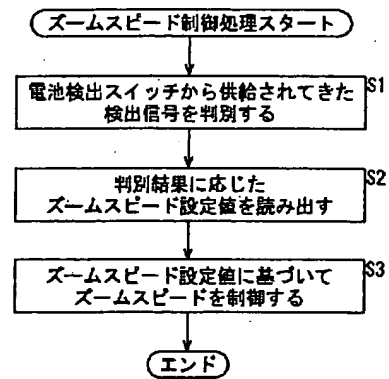 ズームスピード制御処理スタート
S1
電池検出スイッチから供給されてきた
検出信号を判別する
S2
判別結果に応じた
ズームスピード設定値を読み出す
S3
ズームスピード設定値に基づいて
ズームスピードを制御する
エンド